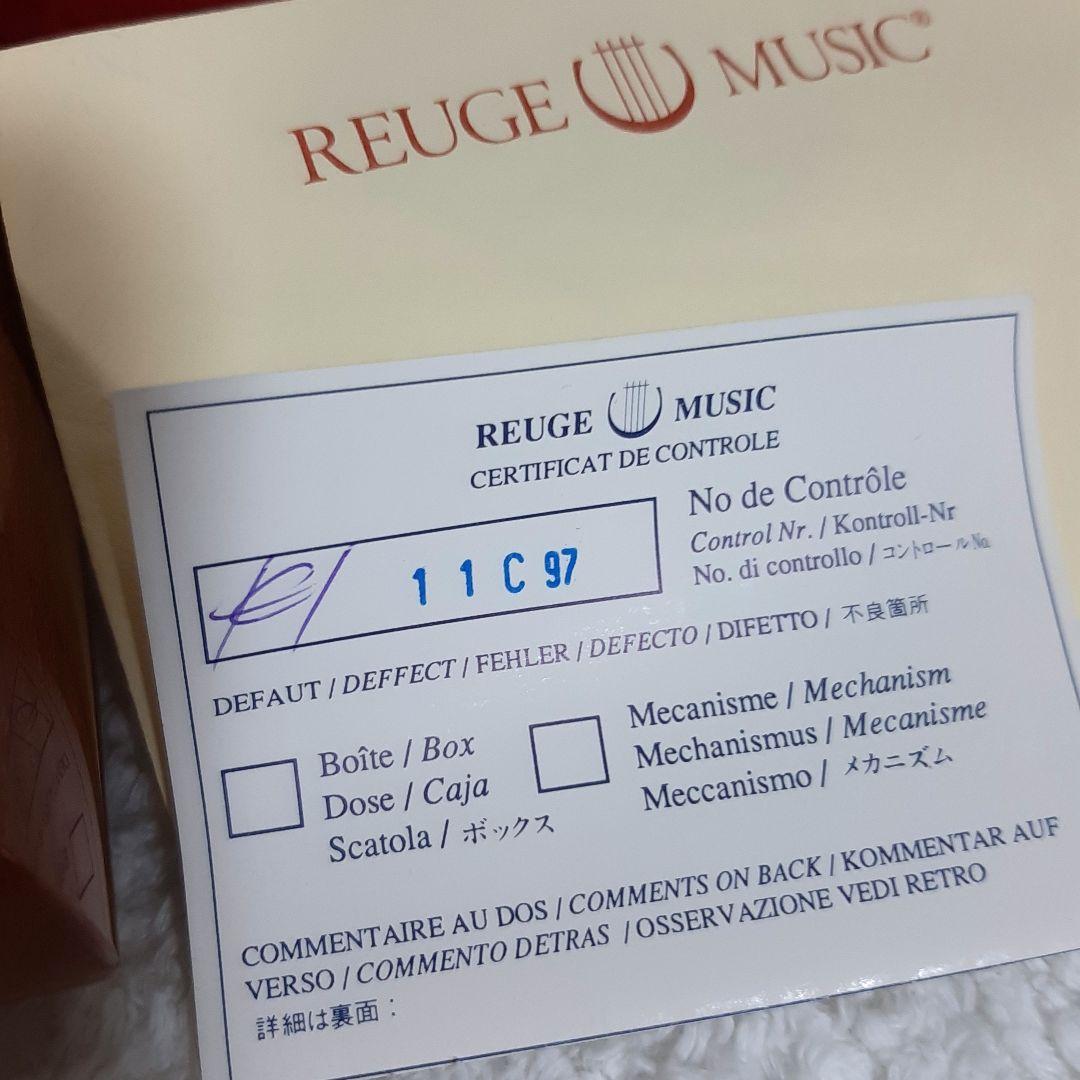 REUGE MUSIC®
REUGE MUSIC
CERTIFICAT DE CONTROLE
11C97
No de Contrôle
Control Nr. / Kontroll-Nr
No. di controllo / コントロールNo.
DEFAUT / DEFFECT / FEHLER / DEFECTO / DIFETTO / 不良箇所
Boîte / Box
Dose / Caja
Scatola / ボックス
Mecanisme / Mechanism
Mechanismus / Mecanisme
Meccanismo / メカニズム
COMMENTAIRE AU DOS / COMMENTS ON BACK / KOMMENTAR AUF
VERSO / COMMENTO DETRAS / OSSERVAZIONE VEDI RETRO
詳細は裏面：